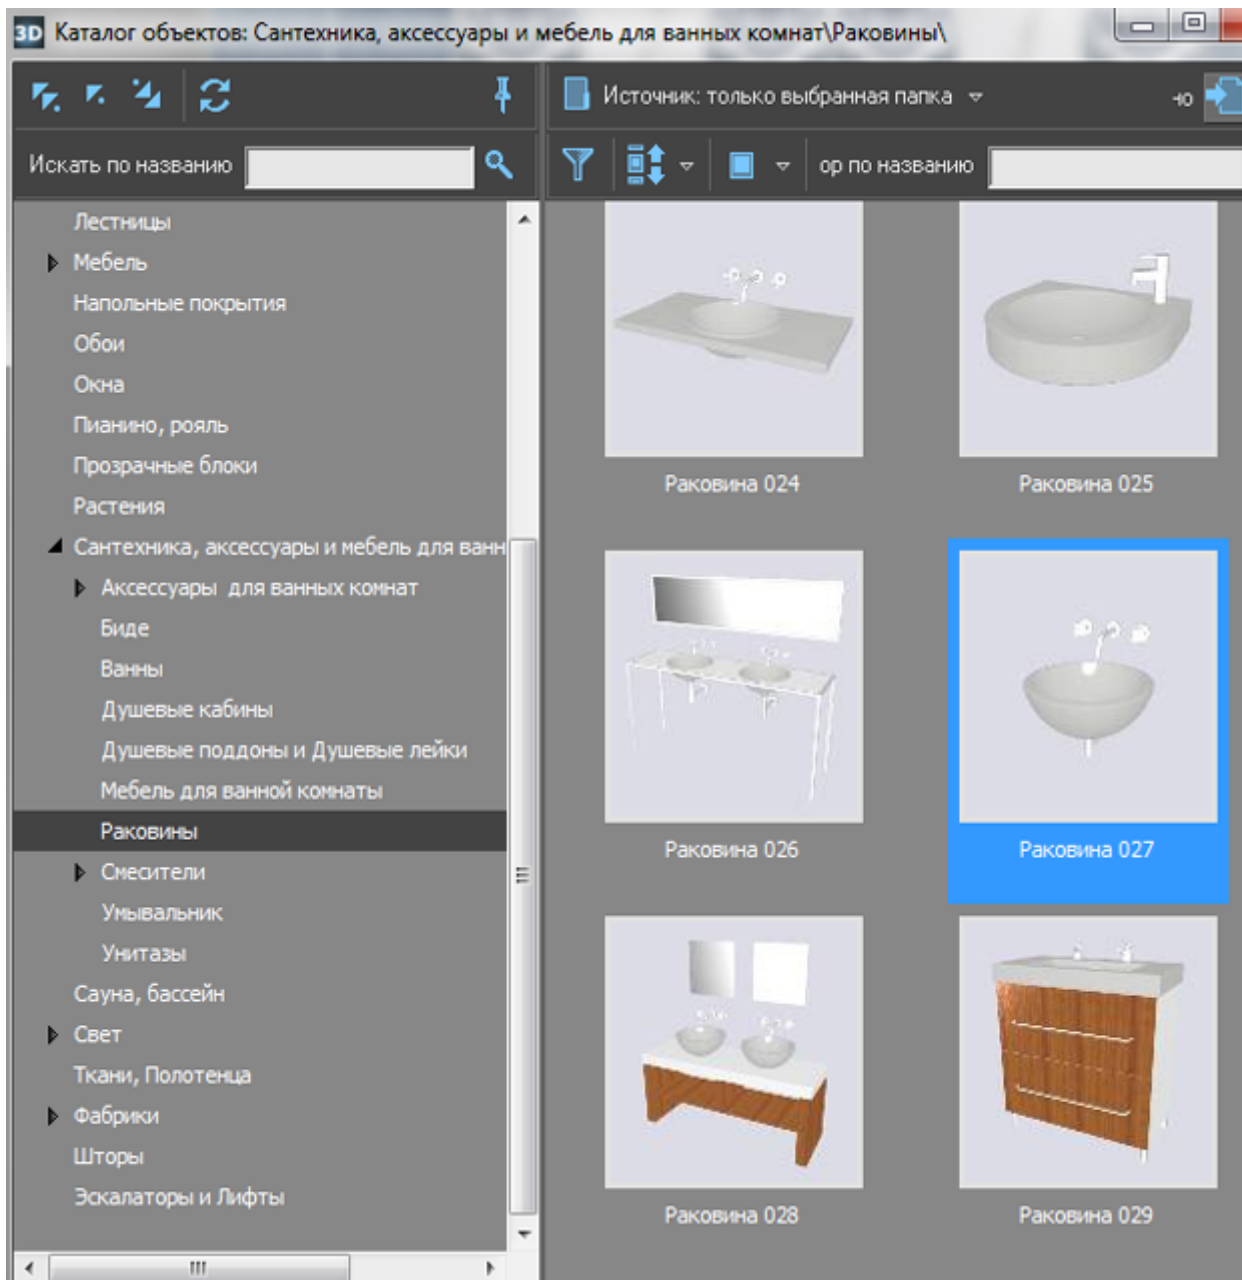 3D Каталог объектов: Сантехника, аксессуары и мебель для ванных комнат\Раковины\
Источник: только выбранная папка
ю
Искать по названию
ор по названию
Лестницы
Мебель
Напольные покрытия
Обои
Окна
Пианино, рояль
Прозрачные блоки
Растения
Сантехника, аксессуары и мебель для ванн
Аксессуары для ванных комнат
Биде
Ванны
Душевые кабины
Душевые поддоны и Душевые лейки
Мебель для ванной комнаты
Раковины
Смесители
Умывальник
Унитазы
Сауна, бассейн
Свет
Ткани, Полотенца
Фабрики
Шторы
Эскалаторы и Лифты
Раковина 024
Раковина 025
Раковина 026
Раковина 027
Раковина 028
Раковина 029